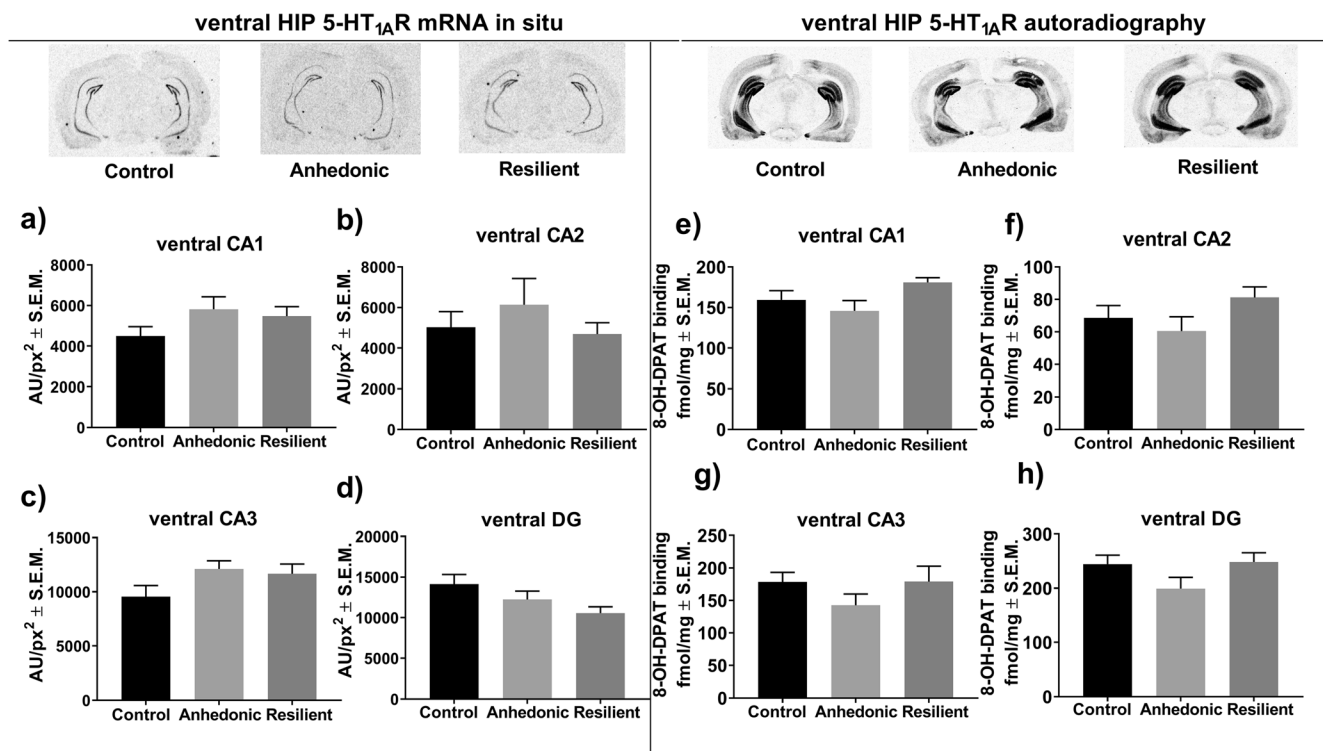 ventral HIP 5-HT1AR mRNA in situ
ventral HIP 5-HT1AR autoradiography
Control
Anhedonic
Resilient
Control
Anhedonic
Resilient
a)
ventral CA1
AU/px² ± S.E.M.
8000
6000
4000
2000
0
Control Anhedonic Resilient
b)
ventral CA2
AU/px² ± S.E.M.
8000
6000
4000
2000
0
Control Anhedonic Resilient
e)
ventral CA1
8-OH-DPAT binding
fmol/mg ± S.E.M.
200
150
100
50
0
Control Anhedonic Resilient
f)
ventral CA2
8-OH-DPAT binding
fmol/mg ± S.E.M.
100
80
60
40
20
0
Control Anhedonic Resilient
c)
ventral CA3
AU/px² ± S.E.M.
15000
10000
5000
0
Control Anhedonic Resilient
d)
ventral DG
AU/px² ± S.E.M.
20000
15000
10000
5000
0
Control Anhedonic Resilient
g)
ventral CA3
8-OH-DPAT binding
fmol/mg ± S.E.M.
250
200
150
100
50
0
Control Anhedonic Resilient
h)
ventral DG
8-OH-DPAT binding
fmol/mg ± S.E.M.
300
200
100
0
Control Anhedonic Resilient